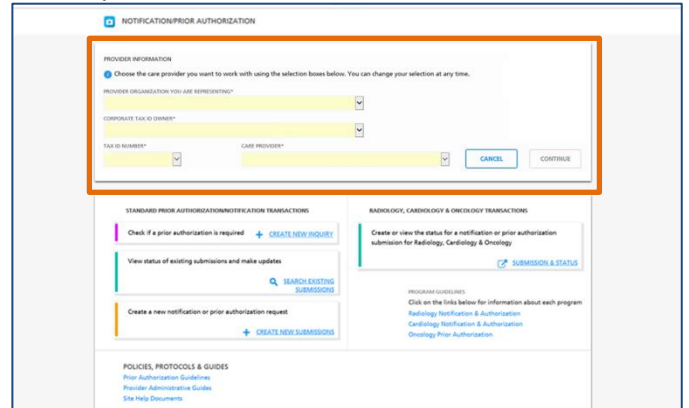 NOTIFICATION/PRIOR AUTHORIZATION
PROVIDER INFORMATION
Choose the care provider you want to work with using the selection boxes below. You can change your selection at any time.
PROVIDER ORGANIZATION YOU ARE REPRESENTING*
CORPORATE TAX ID OWNER*
TAX ID NUMBER*
CARE PROVIDER*
CANCEL
CONTINUE
STANDARD PRIOR AUTHORIZATION/NOTIFICATION TRANSACTIONS
Check if a prior authorization is required
+ CREATE NEW INQUIRY
View status of existing submissions and make updates
SEARCH EXISTING
SUBMISSIONS
Create a new notification or prior authorization request
+ CREATE NEW SUBMISSIONS
RADIOLOGY, CARDIOLOGY & ONCOLOGY TRANSACTIONS
Create or view the status for a notification or prior authorization
submission for Radiology, Cardiology & Oncology
SUBMISSION & STATUS
PROGRAM GUIDELINES
Click on the links below for information about each program
Radiology Notification & Authorization
Cardiology Notification & Authorization
Oncology Prior Authorization
POLICIES, PROTOCOLS & GUIDES
Prior Authorization Guidelines
Provider Administrative Guides
Site Help Documents